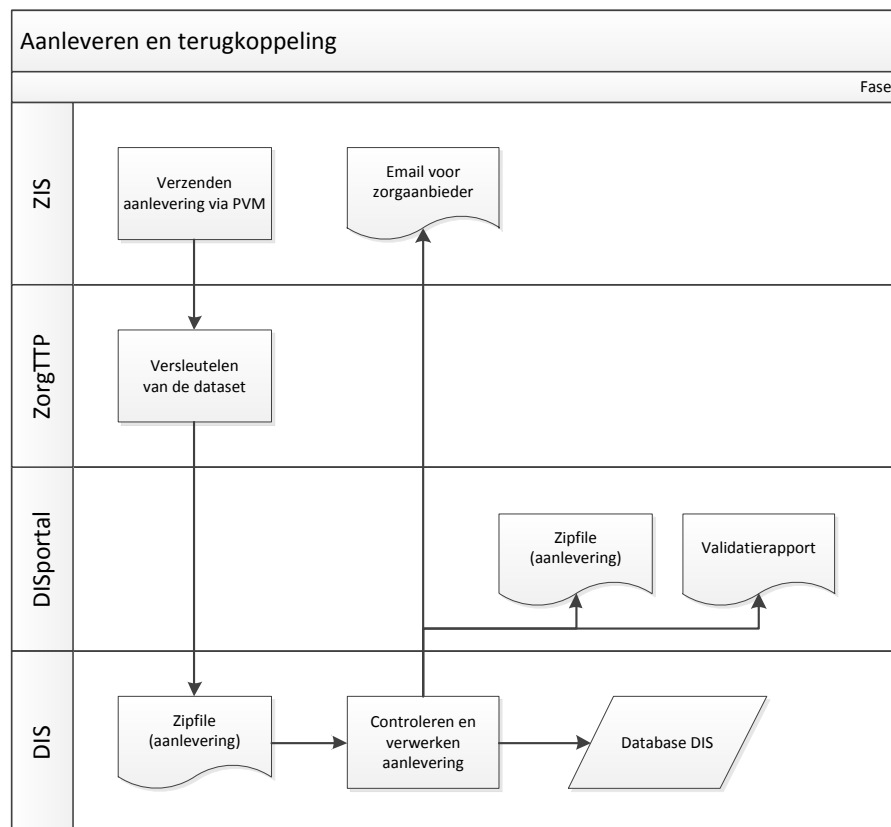 Aanleveren en terugkoppeling
Fase
ZIS
Verzenden
aanlevering via PVM
Email voor
zorgaanbieder
ZorgTTP
Versleutelen
van de dataset
DISportal
Zipfile
(aanlevering)
Validatierapport
DIS
Zipfile
(aanlevering)
Controleren en
verwerken
aanlevering
Database DIS